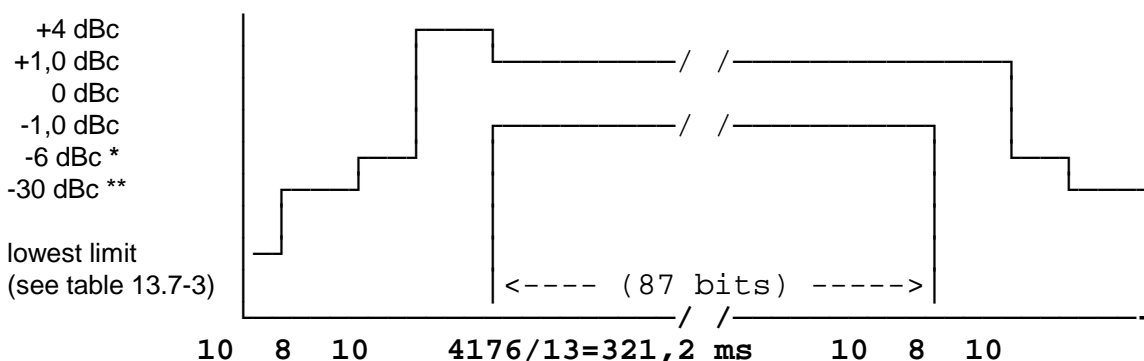 +4 dBc
+1,0 dBc
0 dBc
-1,0 dBc
-6 dBc *
-30 dBc **
lowest limit
(see table 13.7-3)
<---- (87 bits) ----->
10 8 10 4176/13=321,2 ms 10 8 10